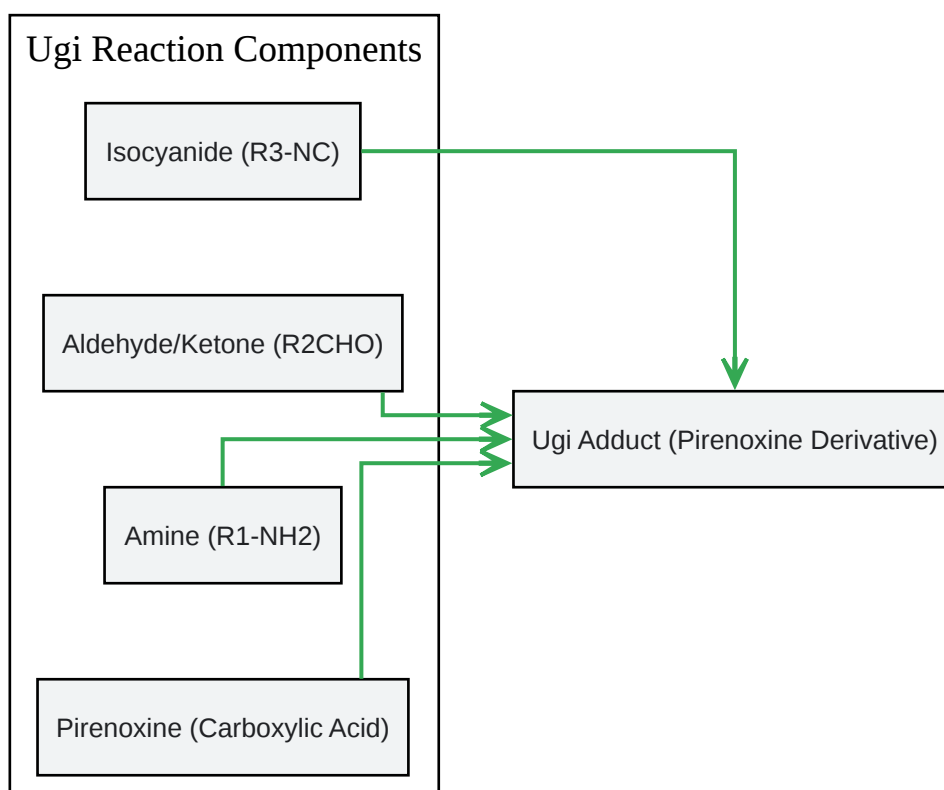 Ugi Reaction Components
Isocyanide (R3-NC)
Aldehyde/Ketone (R2CHO)
Ugi Adduct (Pirenoxine Derivative)
Amine (R1-NH2)
Pirenoxine (Carboxylic Acid)